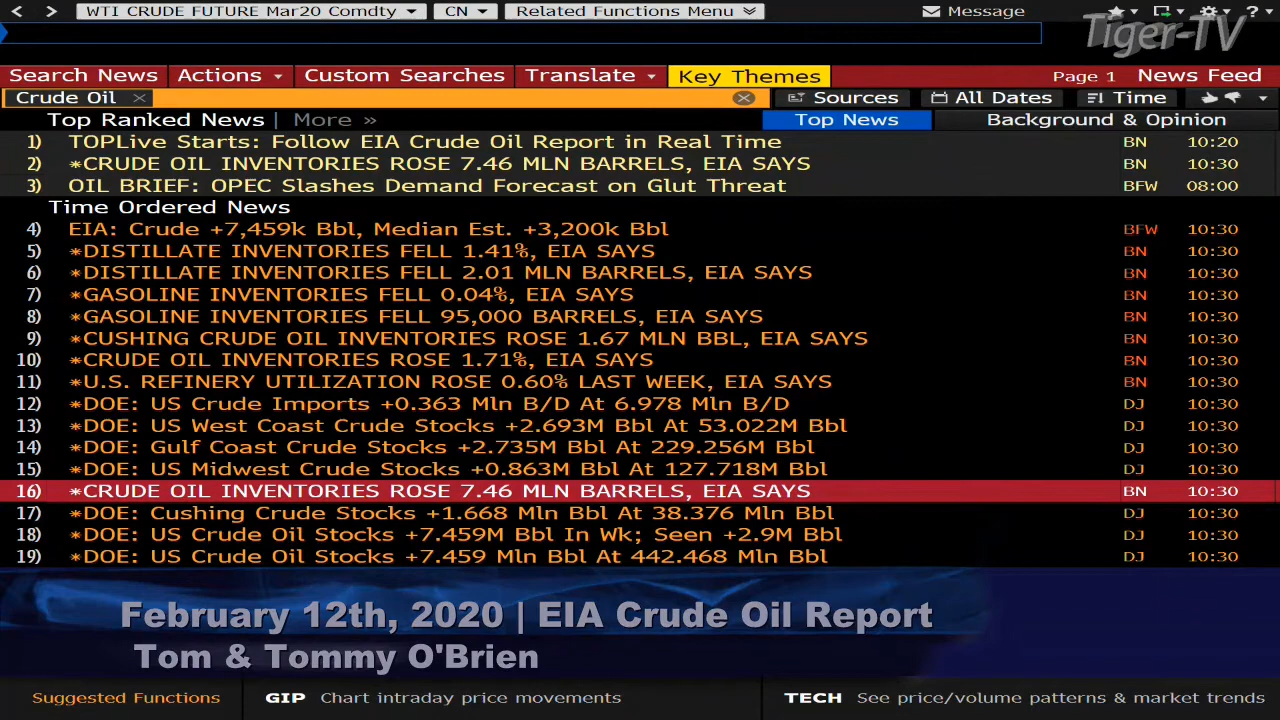 < > WTI CRUDE FUTURE Mar20 Comdty CN Related Functions Menu Message ?
Tiger-TV
Search News Actions Custom Searches Translate Key Themes Page 1 News Feed
Crude Oil × Sources All Dates Time
Top Ranked News | More » Top News Background & Opinion
1) TOPLive Starts: Follow EIA Crude Oil Report in Real Time BN 10:20
2) *CRUDE OIL INVENTORIES ROSE 7.46 MLN BARRELS, EIA SAYS BN 10:30
3) OIL BRIEF: OPEC Slashes Demand Forecast on Glut Threat BFW 08:00
Time Ordered News
4) EIA: Crude +7,459k Bbl, Median Est. +3,200k Bbl BFW 10:30
5) *DISTILLATE INVENTORIES FELL 1.41%, EIA SAYS BN 10:30
6) *DISTILLATE INVENTORIES FELL 2.01 MLN BARRELS, EIA SAYS BN 10:30
7) *GASOLINE INVENTORIES FELL 0.04%, EIA SAYS BN 10:30
8) *GASOLINE INVENTORIES FELL 95,000 BARRELS, EIA SAYS BN 10:30
9) *CUSHING CRUDE OIL INVENTORIES ROSE 1.67 MLN BBL, EIA SAYS BN 10:30
10) *CRUDE OIL INVENTORIES ROSE 1.71%, EIA SAYS BN 10:30
11) *U.S. REFINERY UTILIZATION ROSE 0.60% LAST WEEK, EIA SAYS BN 10:30
12) *DOE: US Crude Imports +0.363 Mln B/D At 6.978 Mln B/D DJ 10:30
13) *DOE: US West Coast Crude Stocks +2.693M Bbl At 53.022M Bbl DJ 10:30
14) *DOE: Gulf Coast Crude Stocks +2.735M Bbl At 229.256M Bbl DJ 10:30
15) *DOE: US Midwest Crude Stocks +0.863M Bbl At 127.718M Bbl DJ 10:30
16) *CRUDE OIL INVENTORIES ROSE 7.46 MLN BARRELS, EIA SAYS BN 10:30
17) *DOE: Cushing Crude Stocks +1.668 Mln Bbl At 38.376 Mln Bbl DJ 10:30
18) *DOE: US Crude Oil Stocks +7.459M Bbl In Wk; Seen +2.9M Bbl DJ 10:30
19) *DOE: US Crude Oil Stocks +7.459 Mln Bbl At 442.468 Mln Bbl DJ 10:30
February 12th, 2020 | EIA Crude Oil Report
Tom & Tommy O'Brien
Suggested Functions GIP Chart intraday price movements TECH See price/volume patterns & market trends